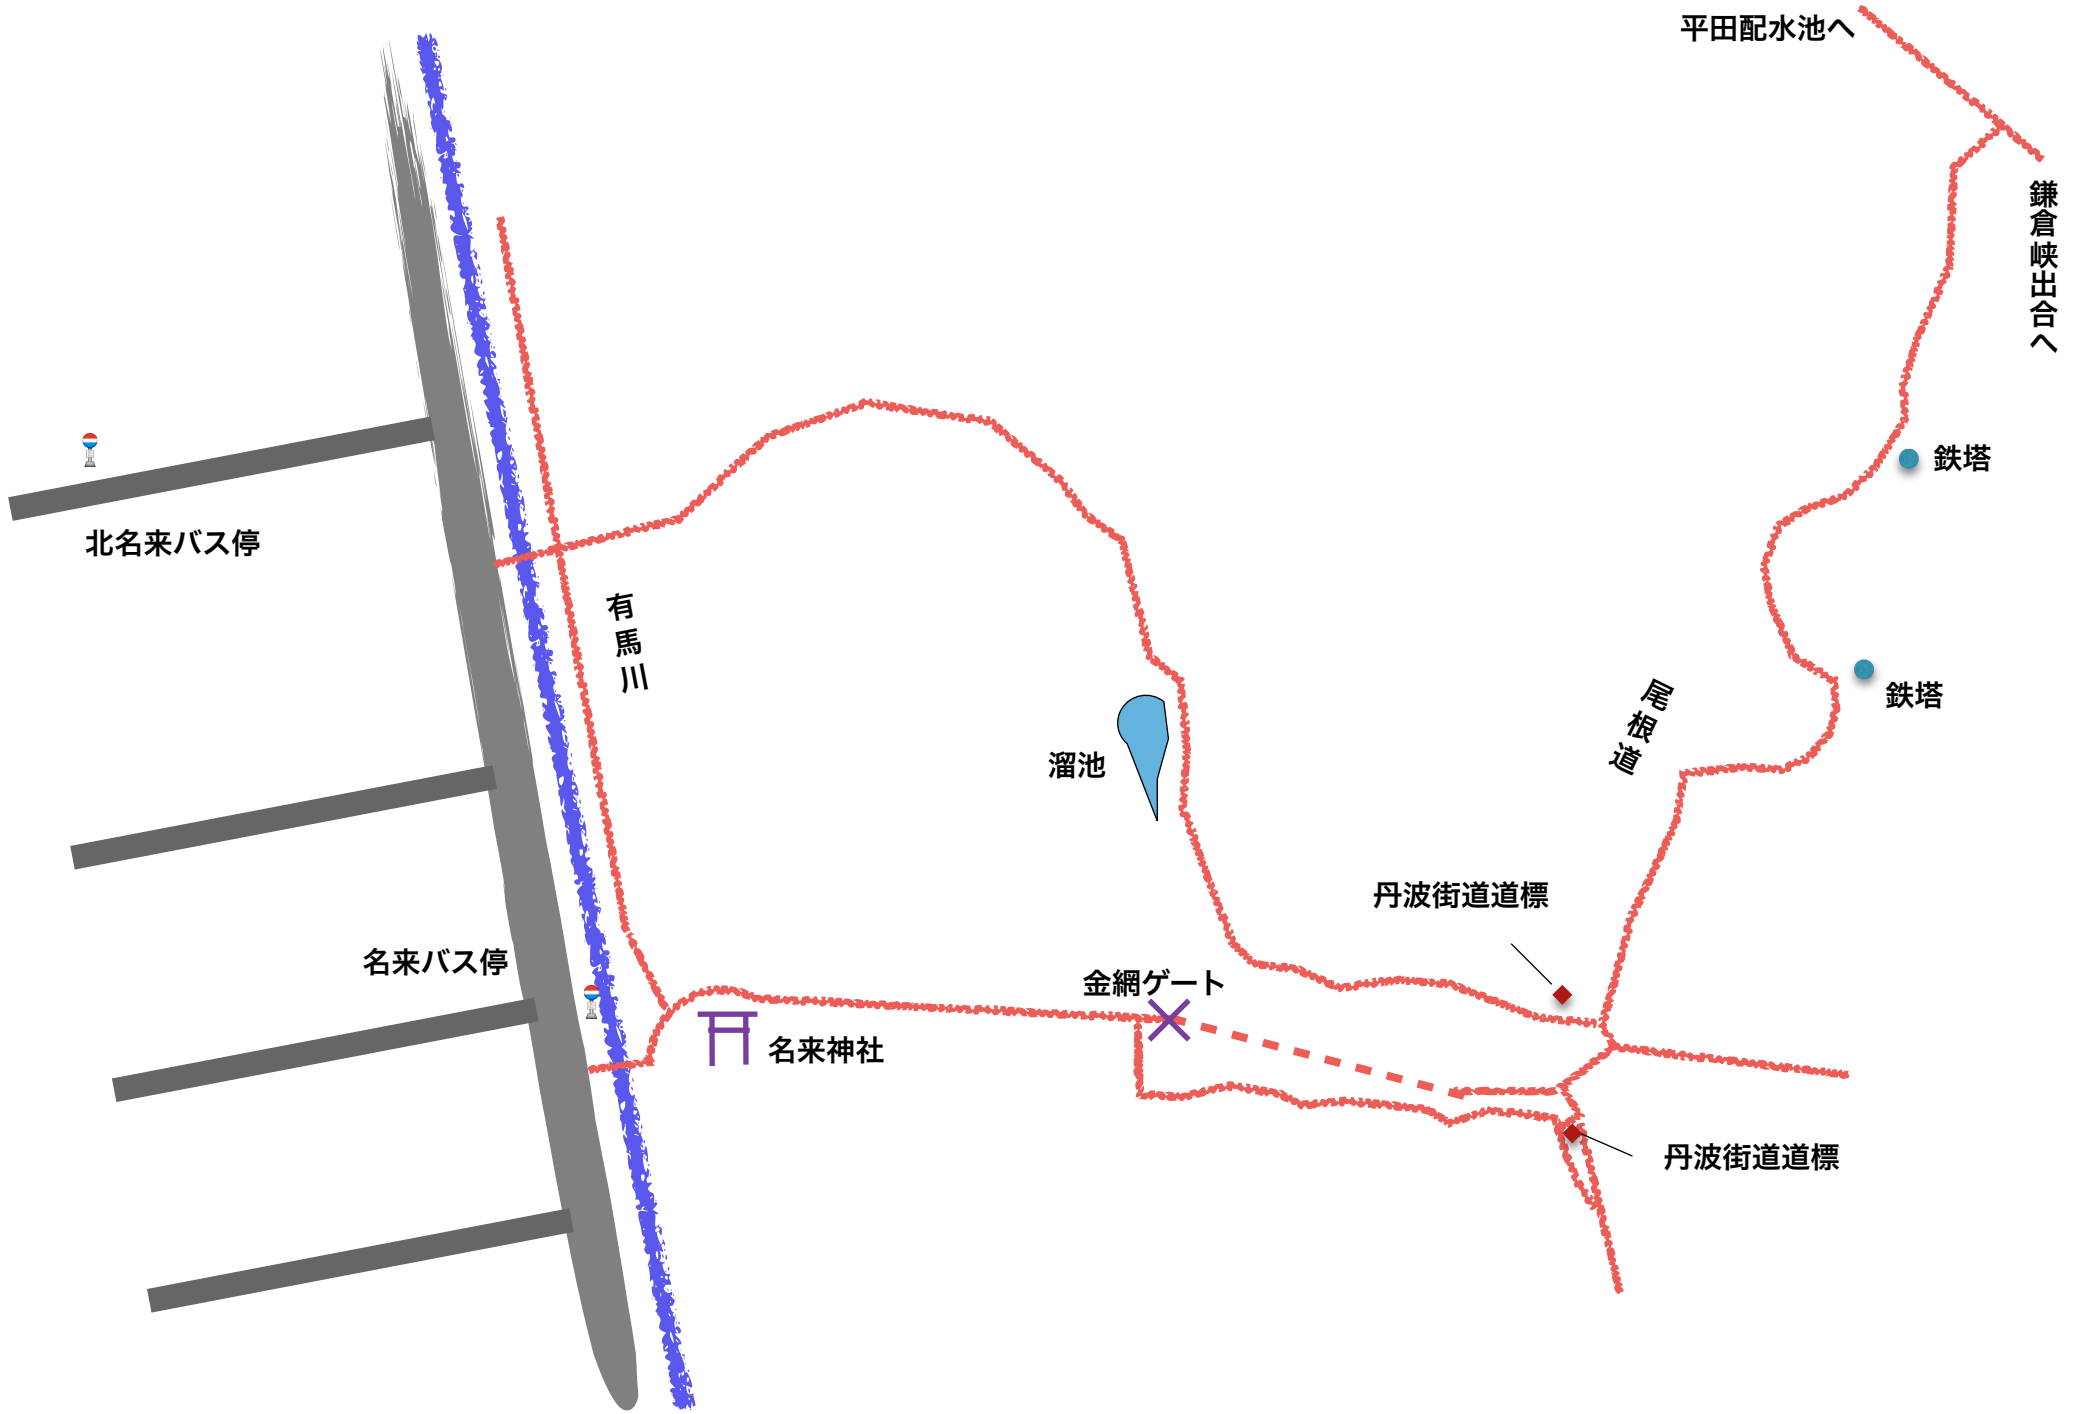 平田配水池へ
鎌倉峡出合へ
鉄塔
北名来バス停
有馬川
鉄塔
尾根道
溜池
丹波街道道標
名来バス停
金網ゲート
名来神社
丹波街道道標